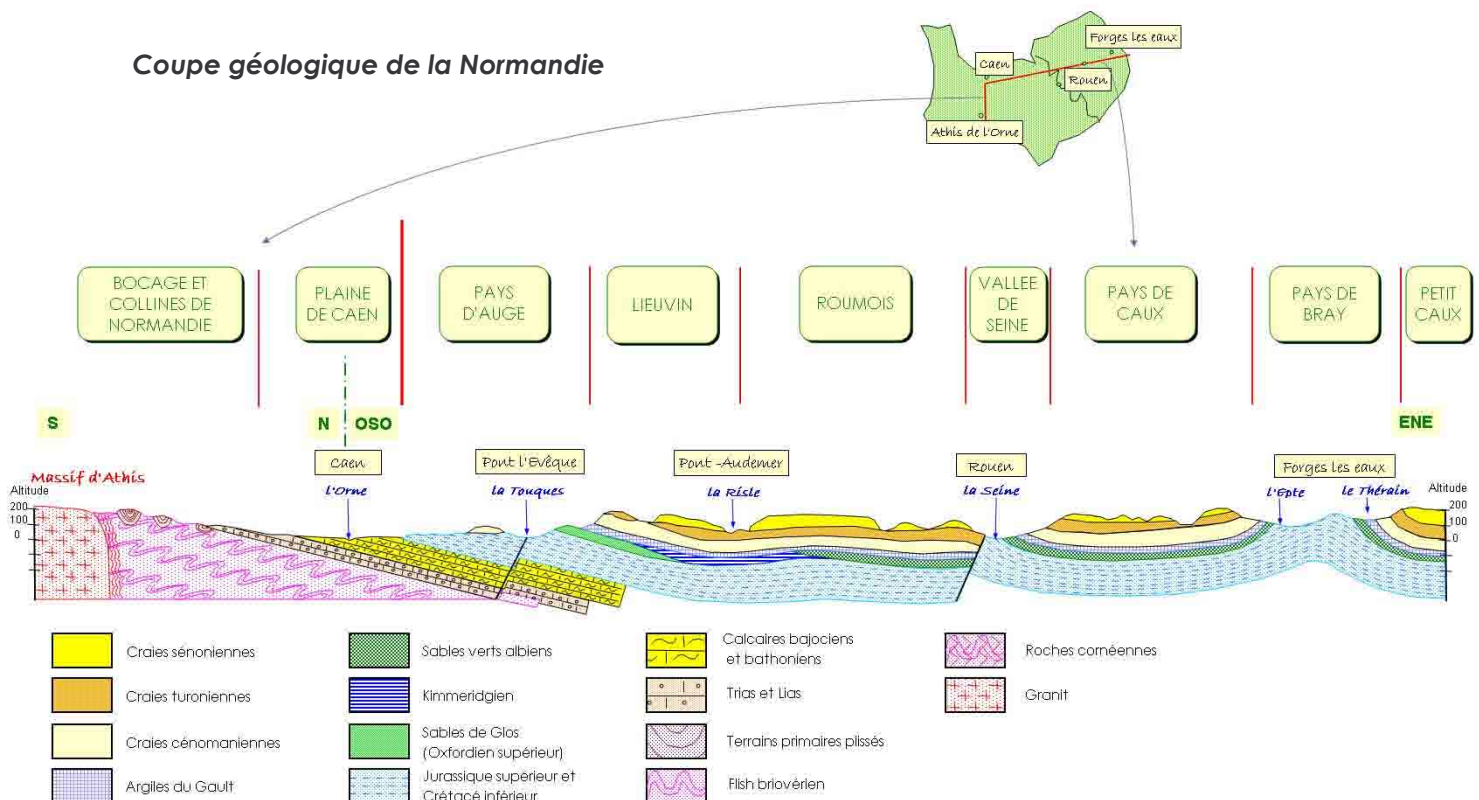 Coupe géologique de la Normandie
Forges les eaux
Caen
Rouen
Athis de l'Orne
BOCAGE ET
COLLINES DE
NORMANDIE
PLAINE
DE CAEN
PAYS
D'AUGE
LIEUVIN
ROUMOIS
VALLEE
DE
SEINE
PAYS DE
CAUX
PAYS DE
BRAY
PETIT
CAUX
S
N
OSO
ENE
Massif d'Athis
Caen
l'Orne
Pont l'Evêque
la Touques
Pont -Audemer
la Risle
Rouen
la Seine
Forges les eaux
l'Epte
le Thérain
Altitude
200
100
0
Altitude
200
100
0
Craies sénoniennes
Craies turoniennes
Craies cénomaniennes
Argiles du Gault
Sables verts albiens
Kimmeridgien
Sables de Glos
(Oxfordien supérieur)
Jurassique supérieur et
Crétacé inférieur
Calcaires bajociens
et bathoniens
Trias et Lias
Terrains primaires plissés
Flish briovérien
Roches cornéennes
Granit